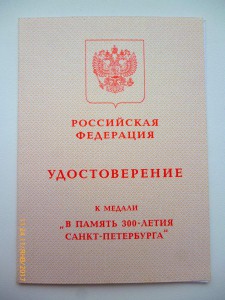 РОССИЙСКАЯ
ФЕДЕРАЦИЯ
УДОСТОВЕРЕНИЕ
К МЕДАЛИ
„В ПАМЯТЬ 300-ЛЕТИЯ
САНКТ-ПЕТЕРБУРГА“